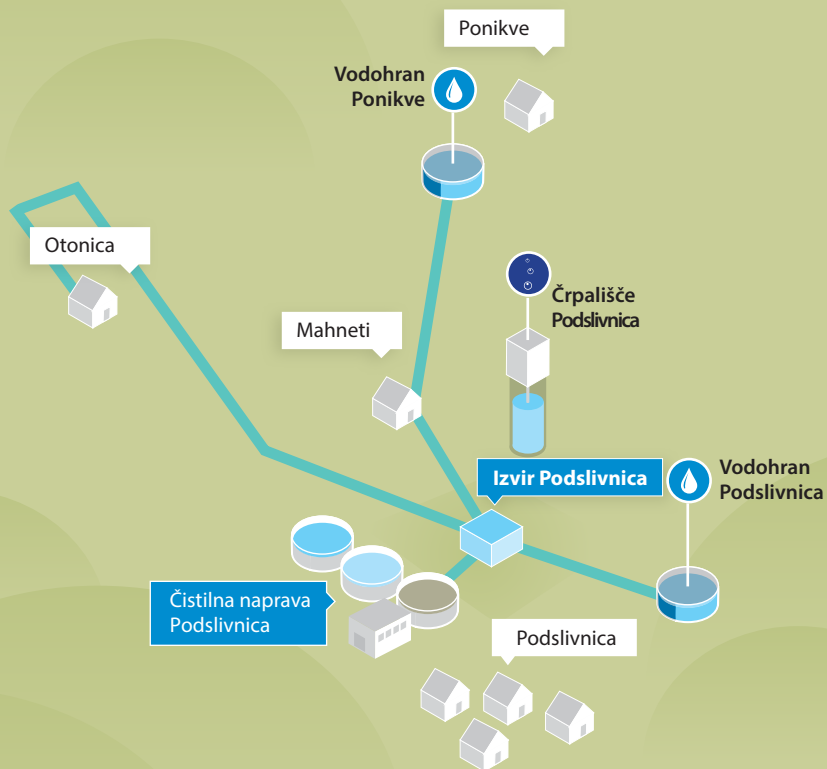 Ponikve
Vodohran
Ponikve
Otonica
Črpališče
Podslivnica
Mahneti
Izvir Podslivnica
Vodohran
Podslivnica
Čistilna naprava
Podslivnica
Podslivnica